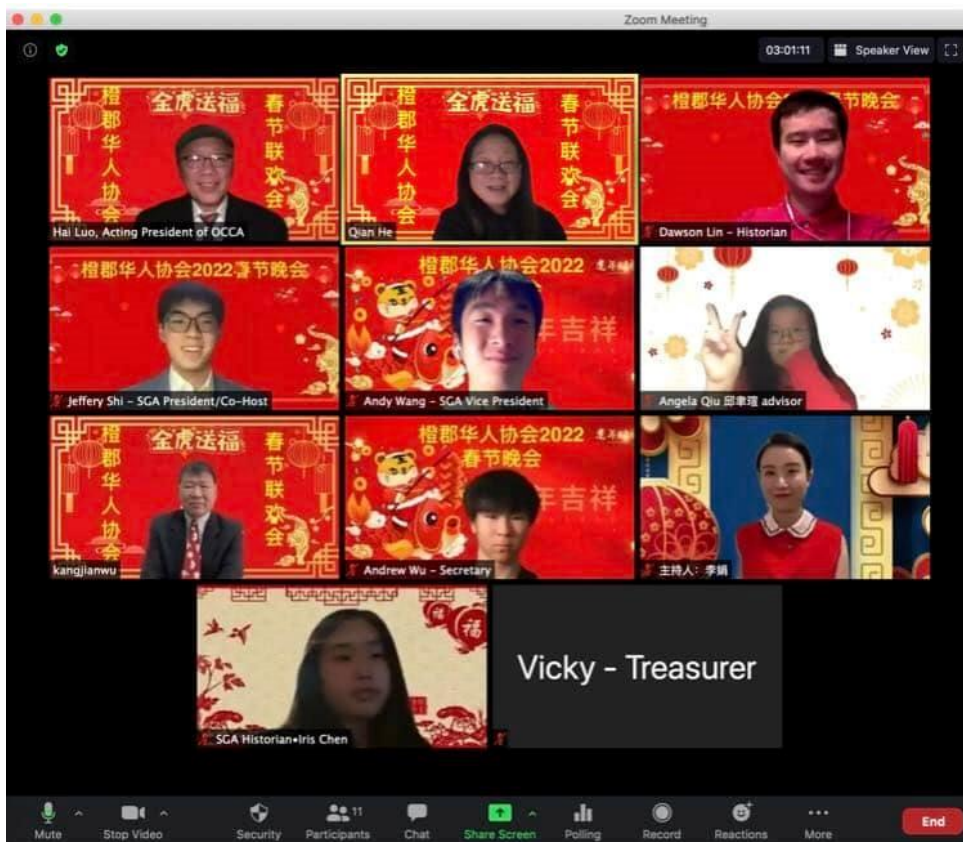 Zoom Meeting
03:01:11
Speaker View
金虎送福
橙郡华人协会
春节联欢会
Hai Luo, Acting President of OCCA
金虎送福
橙郡华人协会
春节联欢会
Qian He
橙郡华人协会
节晚会
Dawson Lin - Historian
橙郡华人协会2022春节晚会
Jeffery Shi - SGA President/Co-Host
橙郡华人协会2022
年吉祥
Andy Wang - SGA Vice President
Angela Qiu 邱聿瑄 advisor
金虎送福
橙郡华人协会
春节联欢会
kangjianwu
橙郡华人协会2022
春节晚会
年吉祥
Andrew Wu - Secretary
主持人：李娟
福
福
SGA Historian•Iris Chen
Vicky - Treasurer
Mute
Stop Video
Security
Participants
11
Chat
Share Screen
Polling
Record
Reactions
More
End